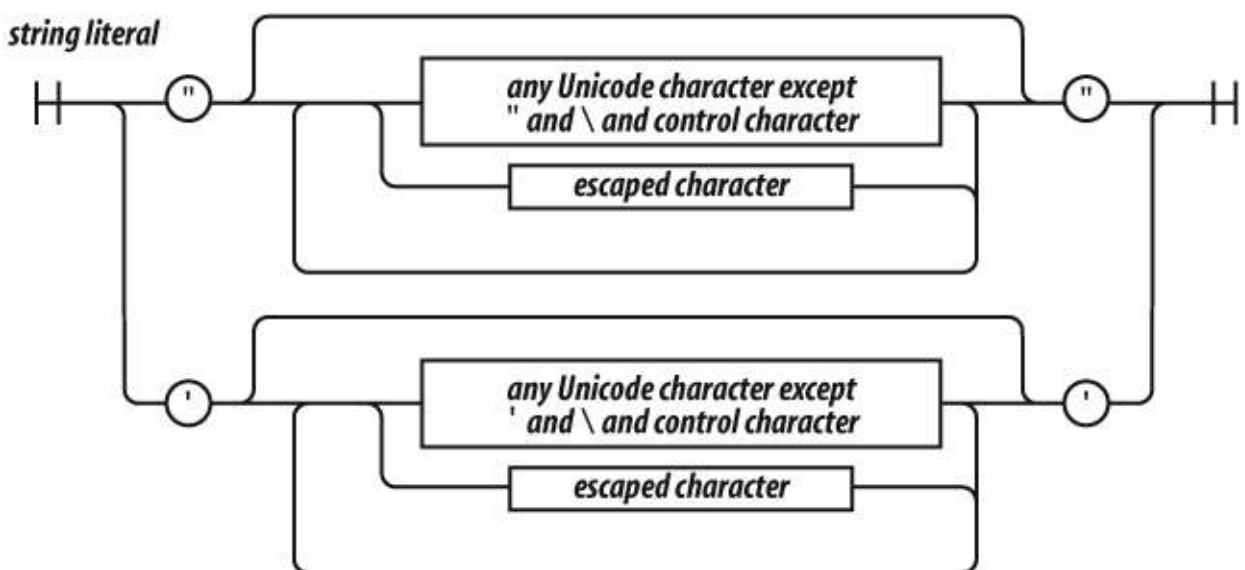 string literal
"
any Unicode character except
" and \ and control character
"
escaped character
'
any Unicode character except
' and \ and control character
'
escaped character